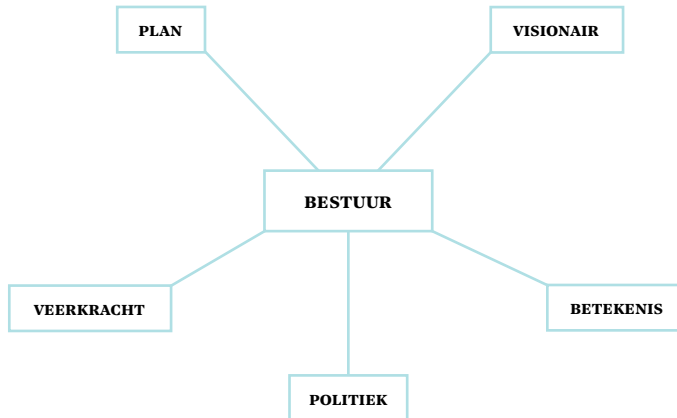 PLAN
VISIONAIR
BESTUUR
VEERKRACHT
BETEKENIS
POLITIEK